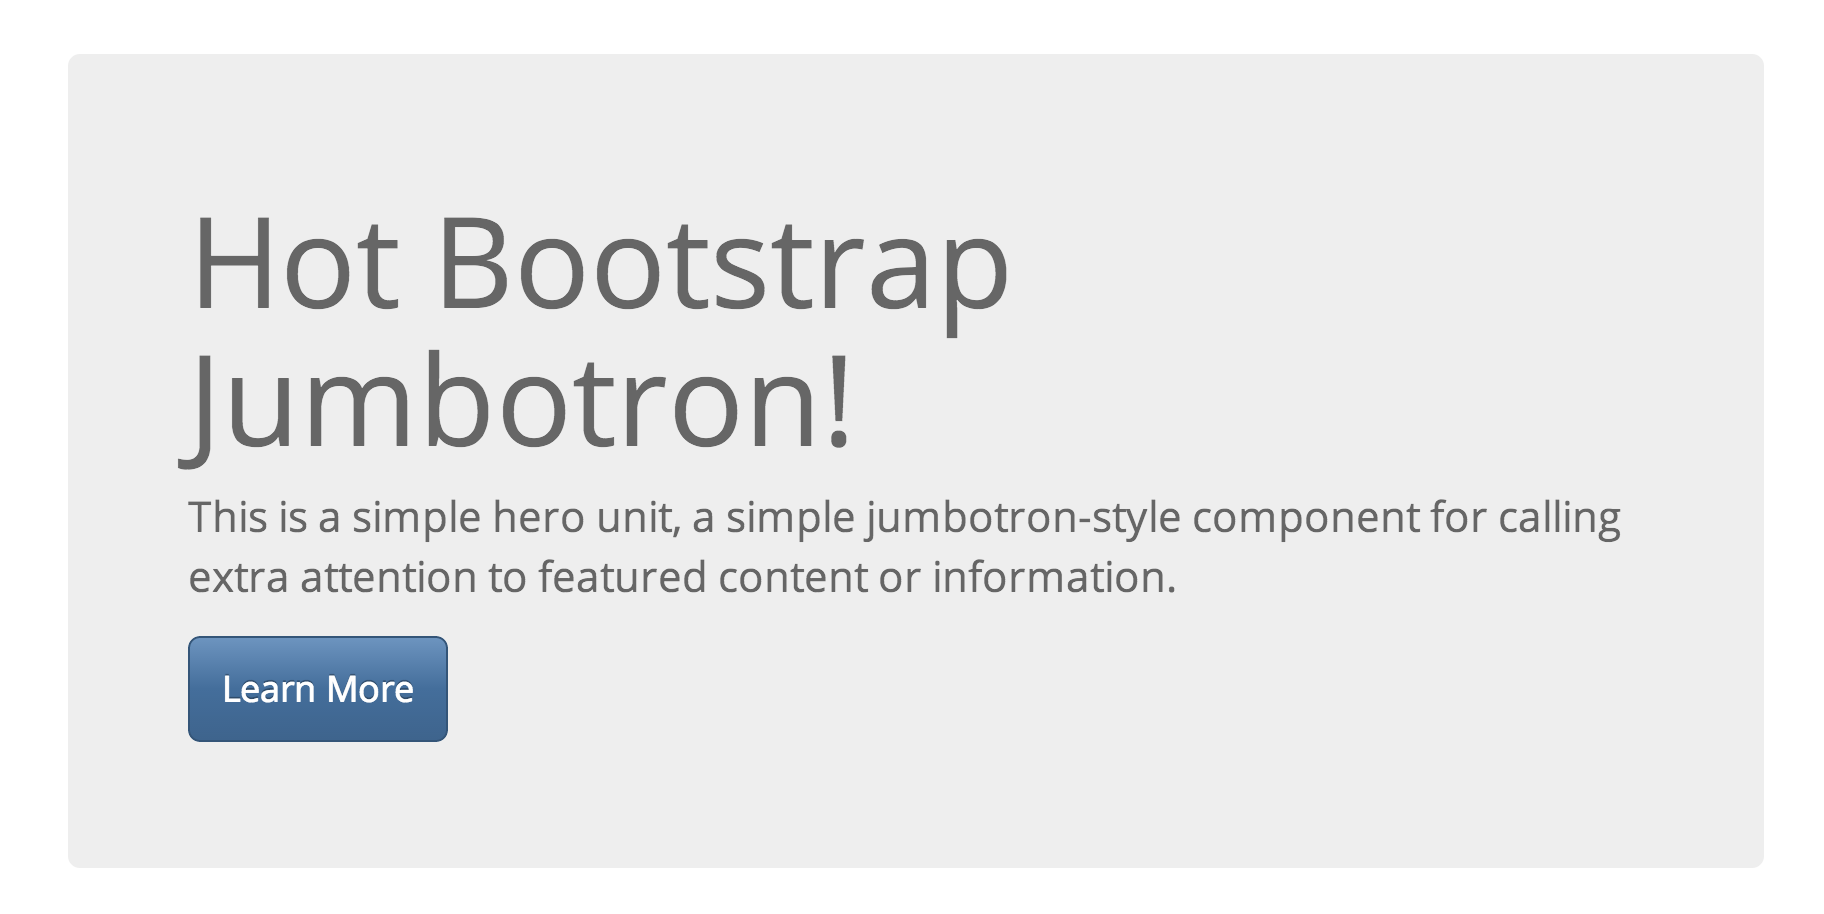 Hot Bootstrap
Jumbotron!
This is a simple hero unit, a simple jumbotron-style component for calling
extra attention to featured content or information.
Learn More